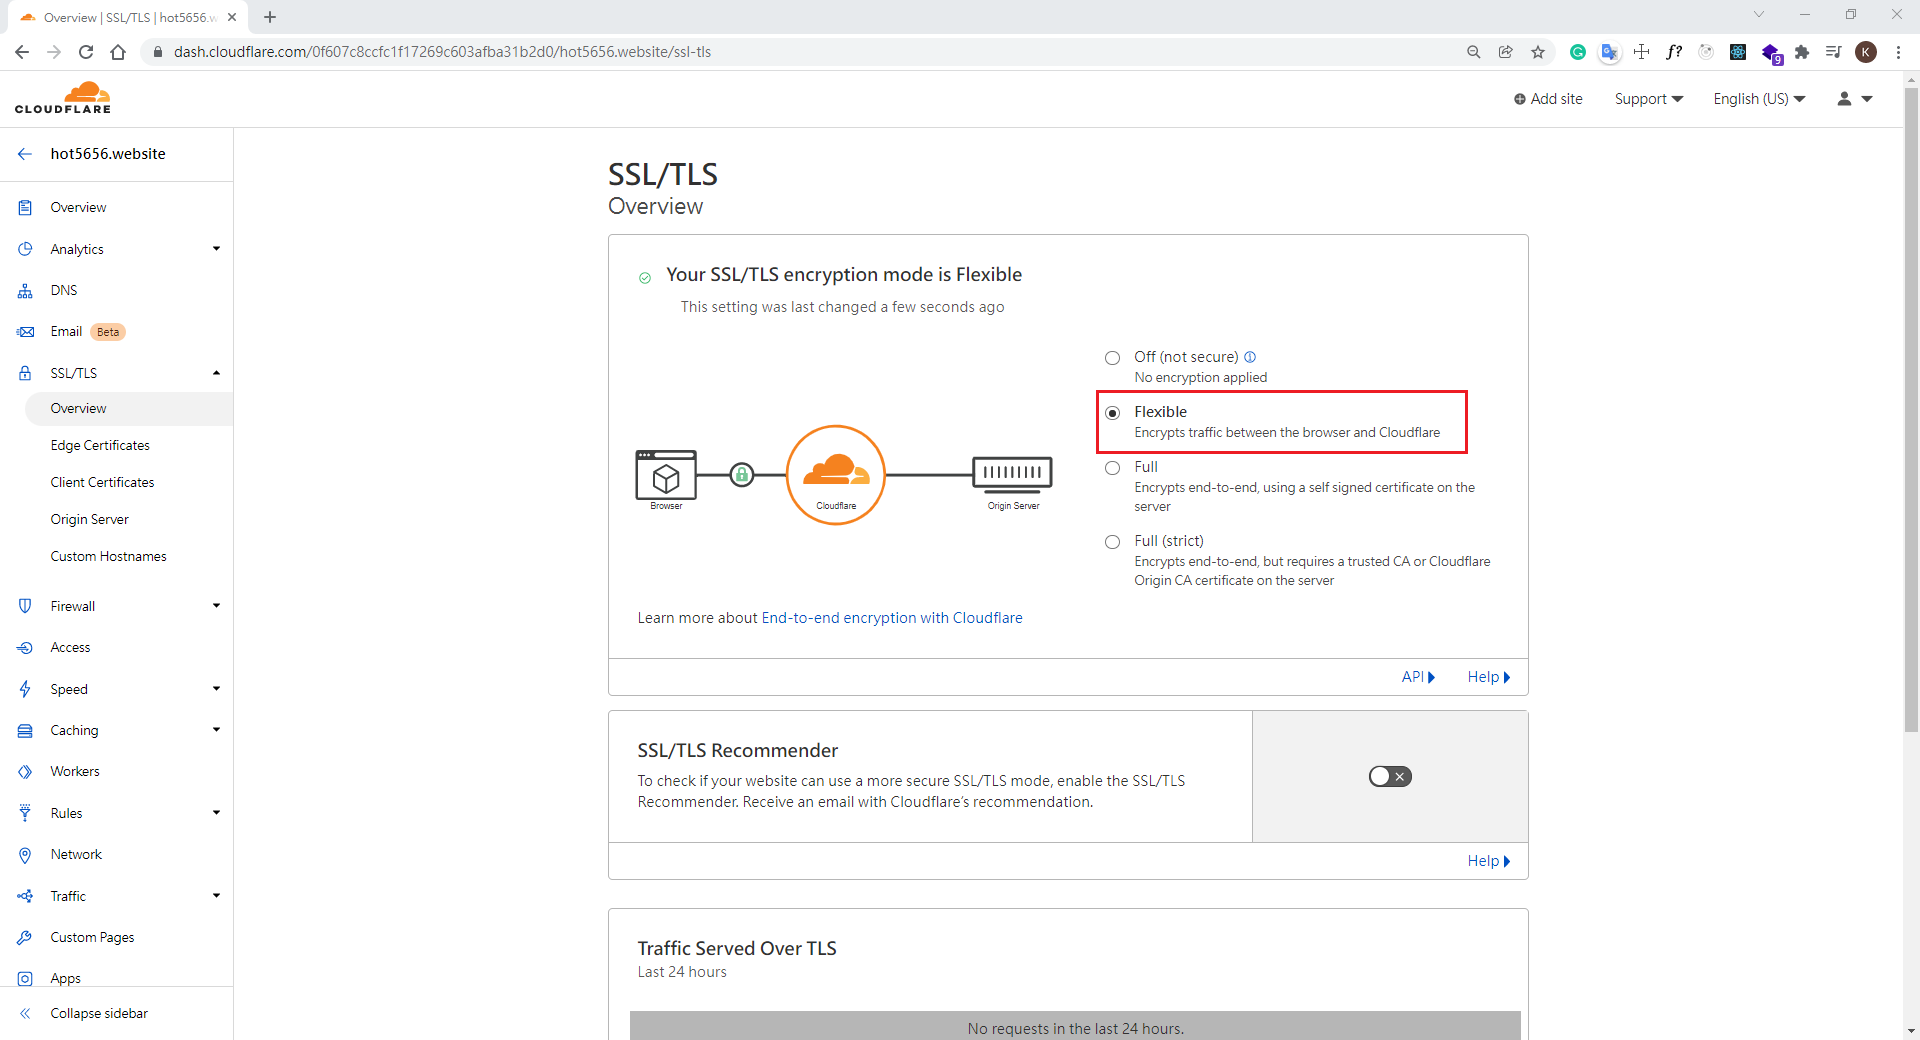 Overview | SSL/TLS | hot5656.w
dash.cloudflare.com/0f607c8ccfc1f17269c603afba31b2d0/hot5656.website/ssl-tls
f?
9
K
CLOUDFLARE
Add site
Support
English (US)
hot5656.website
Overview
Analytics
DNS
Email Beta
SSL/TLS
Overview
Edge Certificates
Client Certificates
Origin Server
Custom Hostnames
Firewall
Access
Speed
Caching
Workers
Rules
Network
Traffic
Custom Pages
Apps
Collapse sidebar
SSL/TLS
Overview
Your SSL/TLS encryption mode is Flexible
This setting was last changed a few seconds ago
Browser
Cloudflare
Origin Server
Off (not secure)
No encryption applied
Flexible
Encrypts traffic between the browser and Cloudflare
Full
Encrypts end-to-end, using a self signed certificate on the
server
Full (strict)
Encrypts end-to-end, but requires a trusted CA or Cloudflare
Origin CA certificate on the server
Learn more about End-to-end encryption with Cloudflare
API
Help
SSL/TLS Recommender
To check if your website can use a more secure SSL/TLS mode, enable the SSL/TLS
Recommender. Receive an email with Cloudflare’s recommendation.
Help
Traffic Served Over TLS
Last 24 hours
No requests in the last 24 hours.